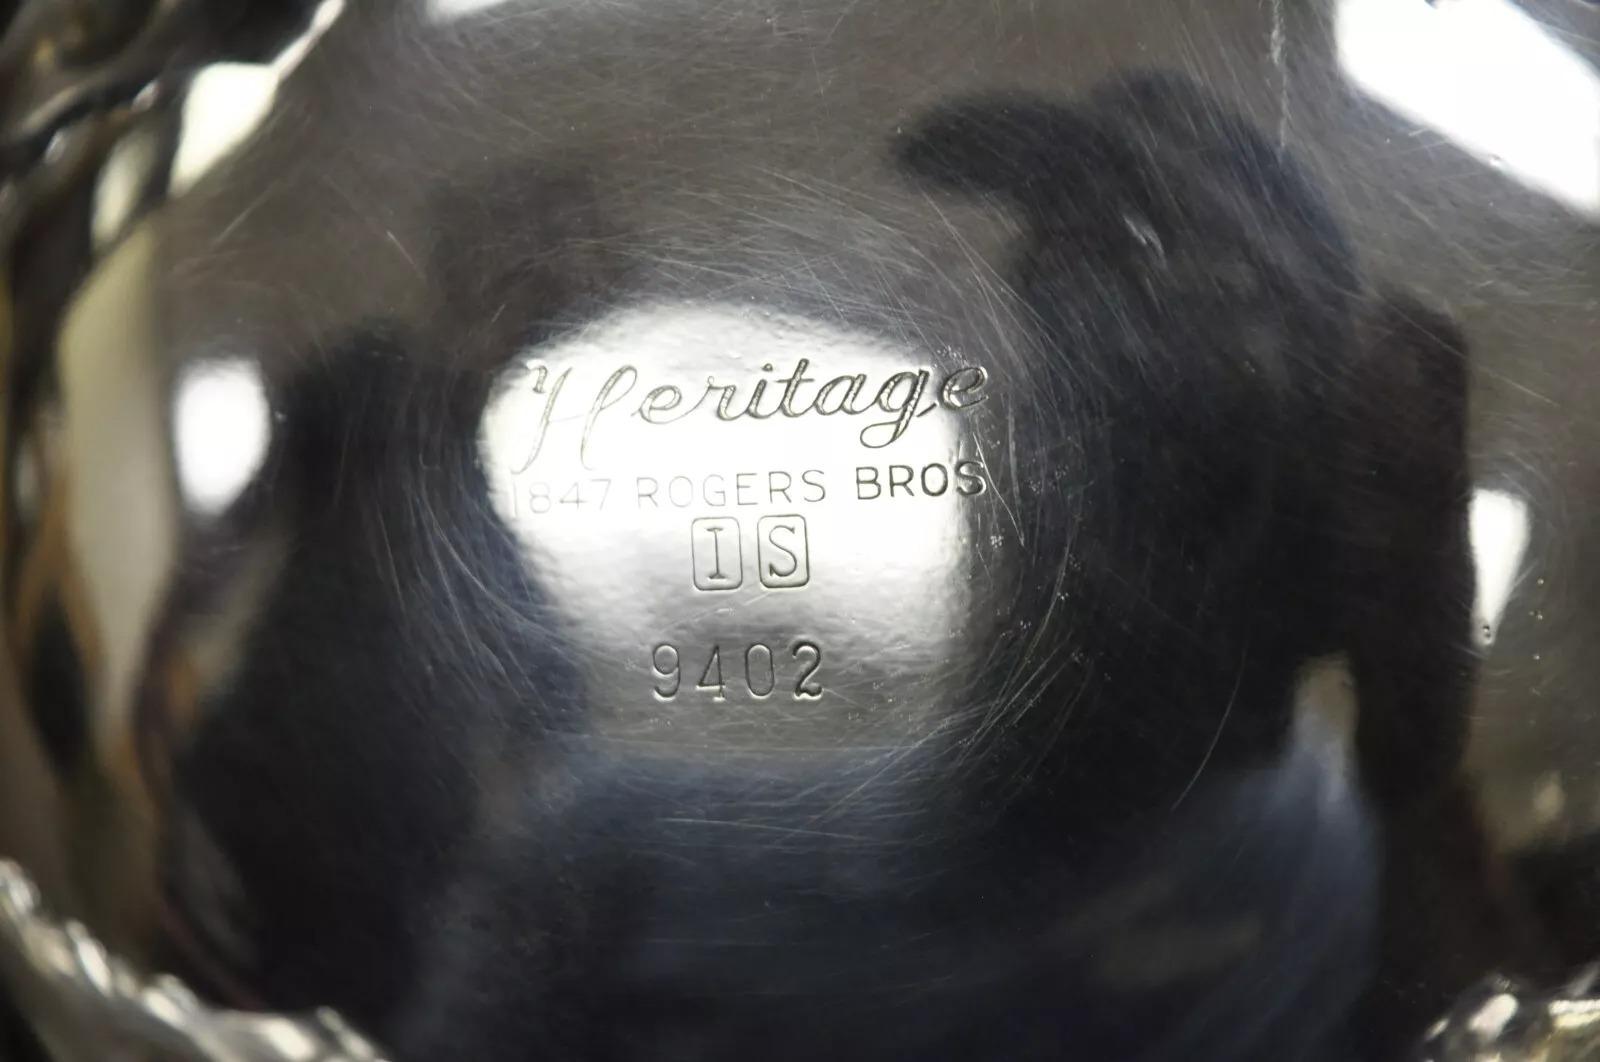 Heritage
1847 ROGERS BROS
I S
9402